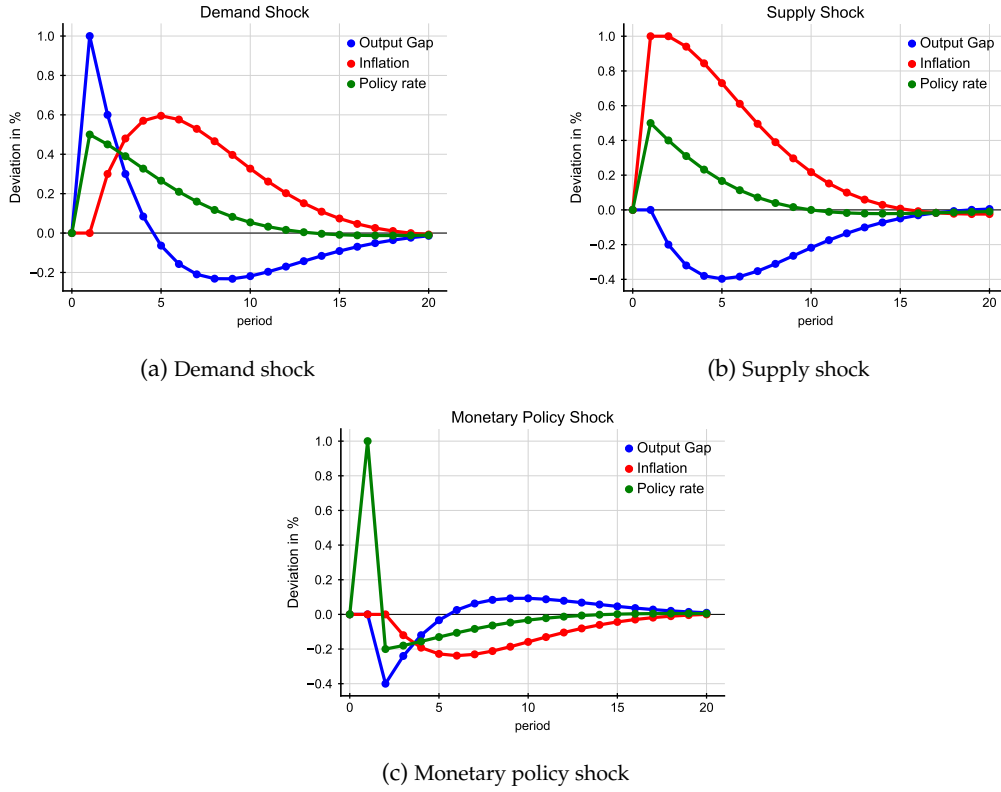 Demand Shock
1.0
0.8
0.6
0.4
0.2
0.0
−0.2
Deviation in %
0 5 10 15 20
period
Output Gap
Inflation
Policy rate
(a) Demand shock
Supply Shock
1.0
0.8
0.6
0.4
0.2
0.0
−0.2
−0.4
Deviation in %
0 5 10 15 20
period
Output Gap
Inflation
Policy rate
(b) Supply shock
Monetary Policy Shock
1.0
0.8
0.6
0.4
0.2
0.0
−0.2
−0.4
Deviation in %
0 5 10 15 20
period
Output Gap
Inflation
Policy rate
(c) Monetary policy shock